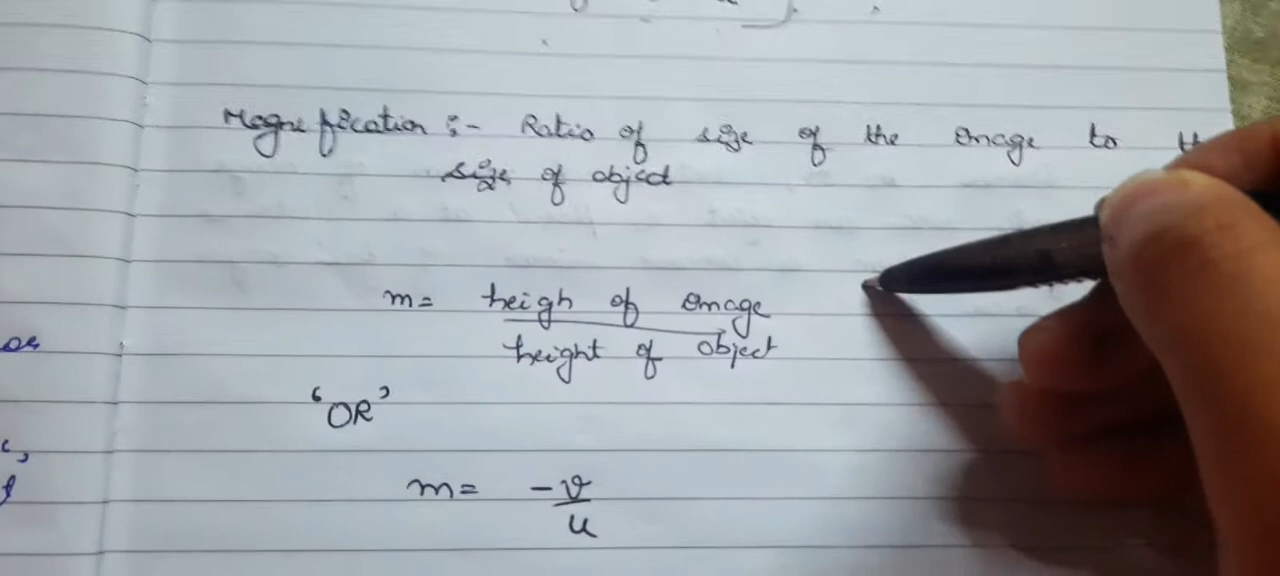 Magnification :- Ratio of size of the image to
size of object
m= heigh of image
height of object
'OR'
m= -v
u